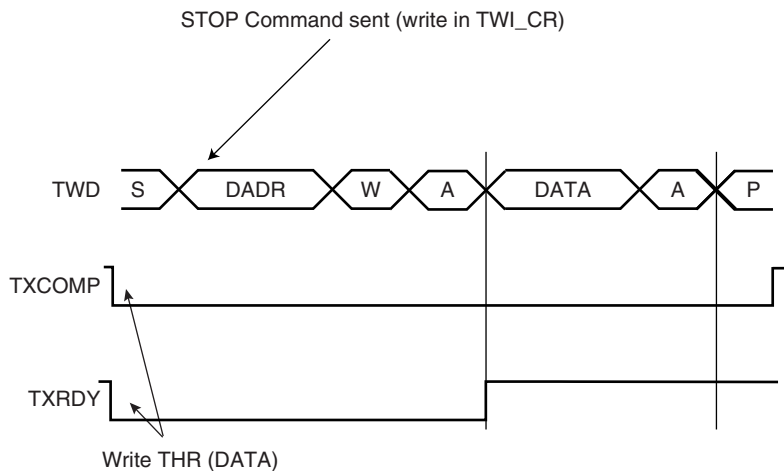 STOP Command sent (write in TWI_CR)
TWD S DADR W A DATA A P
TXCOMP
TXRDY
Write THR (DATA)